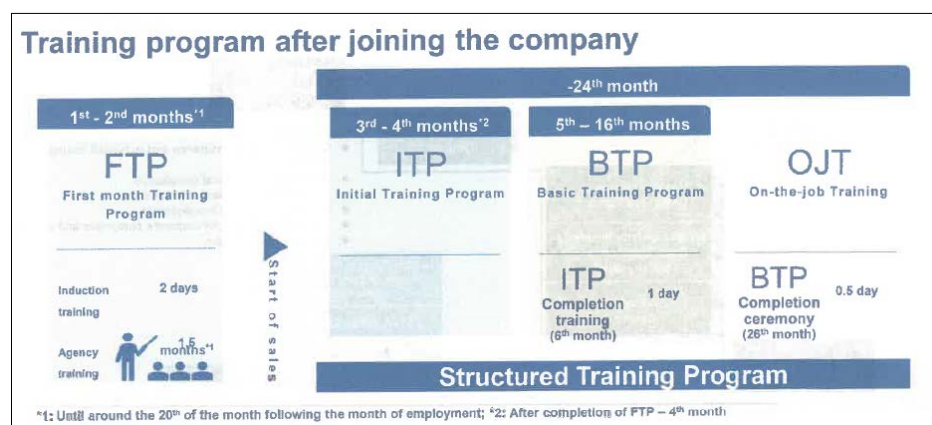 Training program after joining the company
-24th month
1st - 2nd months*1
3rd - 4th months*2
5th – 16th months
FTP
First month Training
Program
ITP
Initial Training Program
BTP
Basic Training Program
OJT
On-the-job Training
Start of sales
Induction
training
2 days
Agency
training
1.5
months*1
ITP
Completion
training
(6th month)
1 day
BTP
Completion
ceremony
(26th month)
0.5 day
Structured Training Program
*1: Until around the 20th of the month following the month of employment; *2: After completion of FTP – 4th month